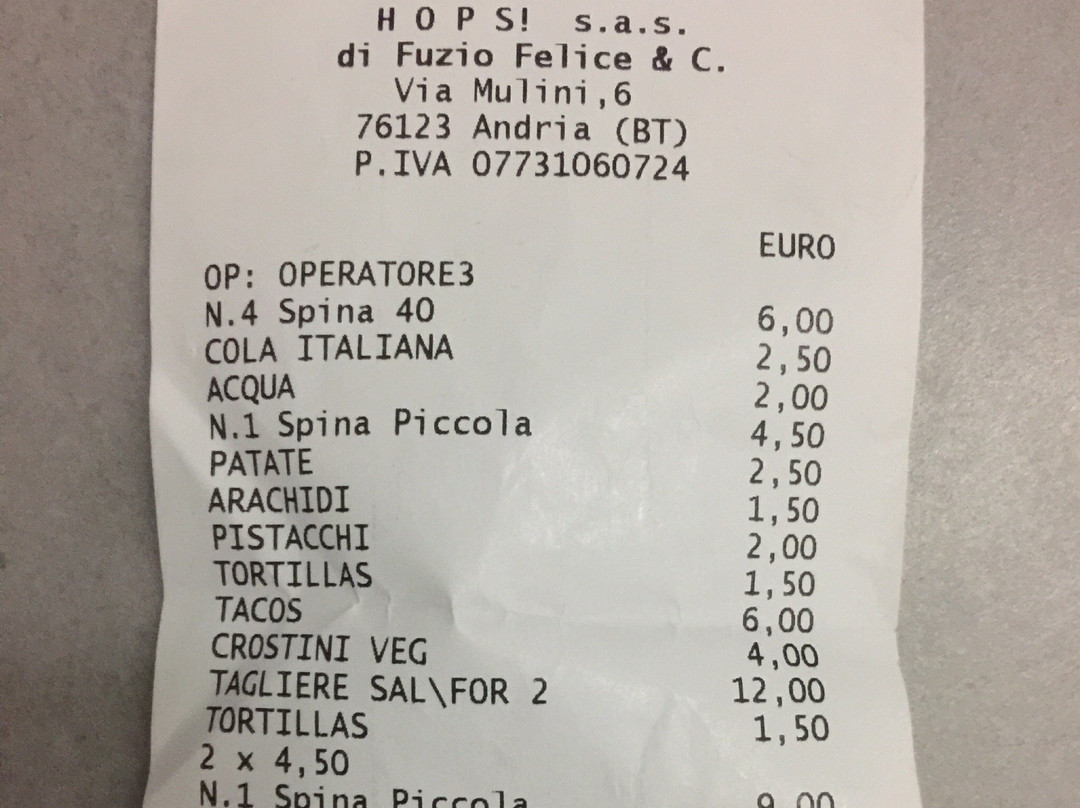 H O P S! s.a.s.
di Fuzio Felice & C.
Via Mulini,6
76123 Andria (BT)
P.IVA 07731060724
EURO
OP: OPERATORE3
N.4 Spina 40 6,00
COLA ITALIANA 2,50
ACQUA 2,00
N.1 Spina Piccola 4,50
PATATE 2,50
ARACHIDI 1,50
PISTACCHI 2,00
TORTILLAS 1,50
TACOS 6,00
CROSTINI VEG 4,00
TAGLIERE SAL\FOR 2 12,00
TORTILLAS 1,50
2 x 4,50
N.1 Spina Piccola 9,00